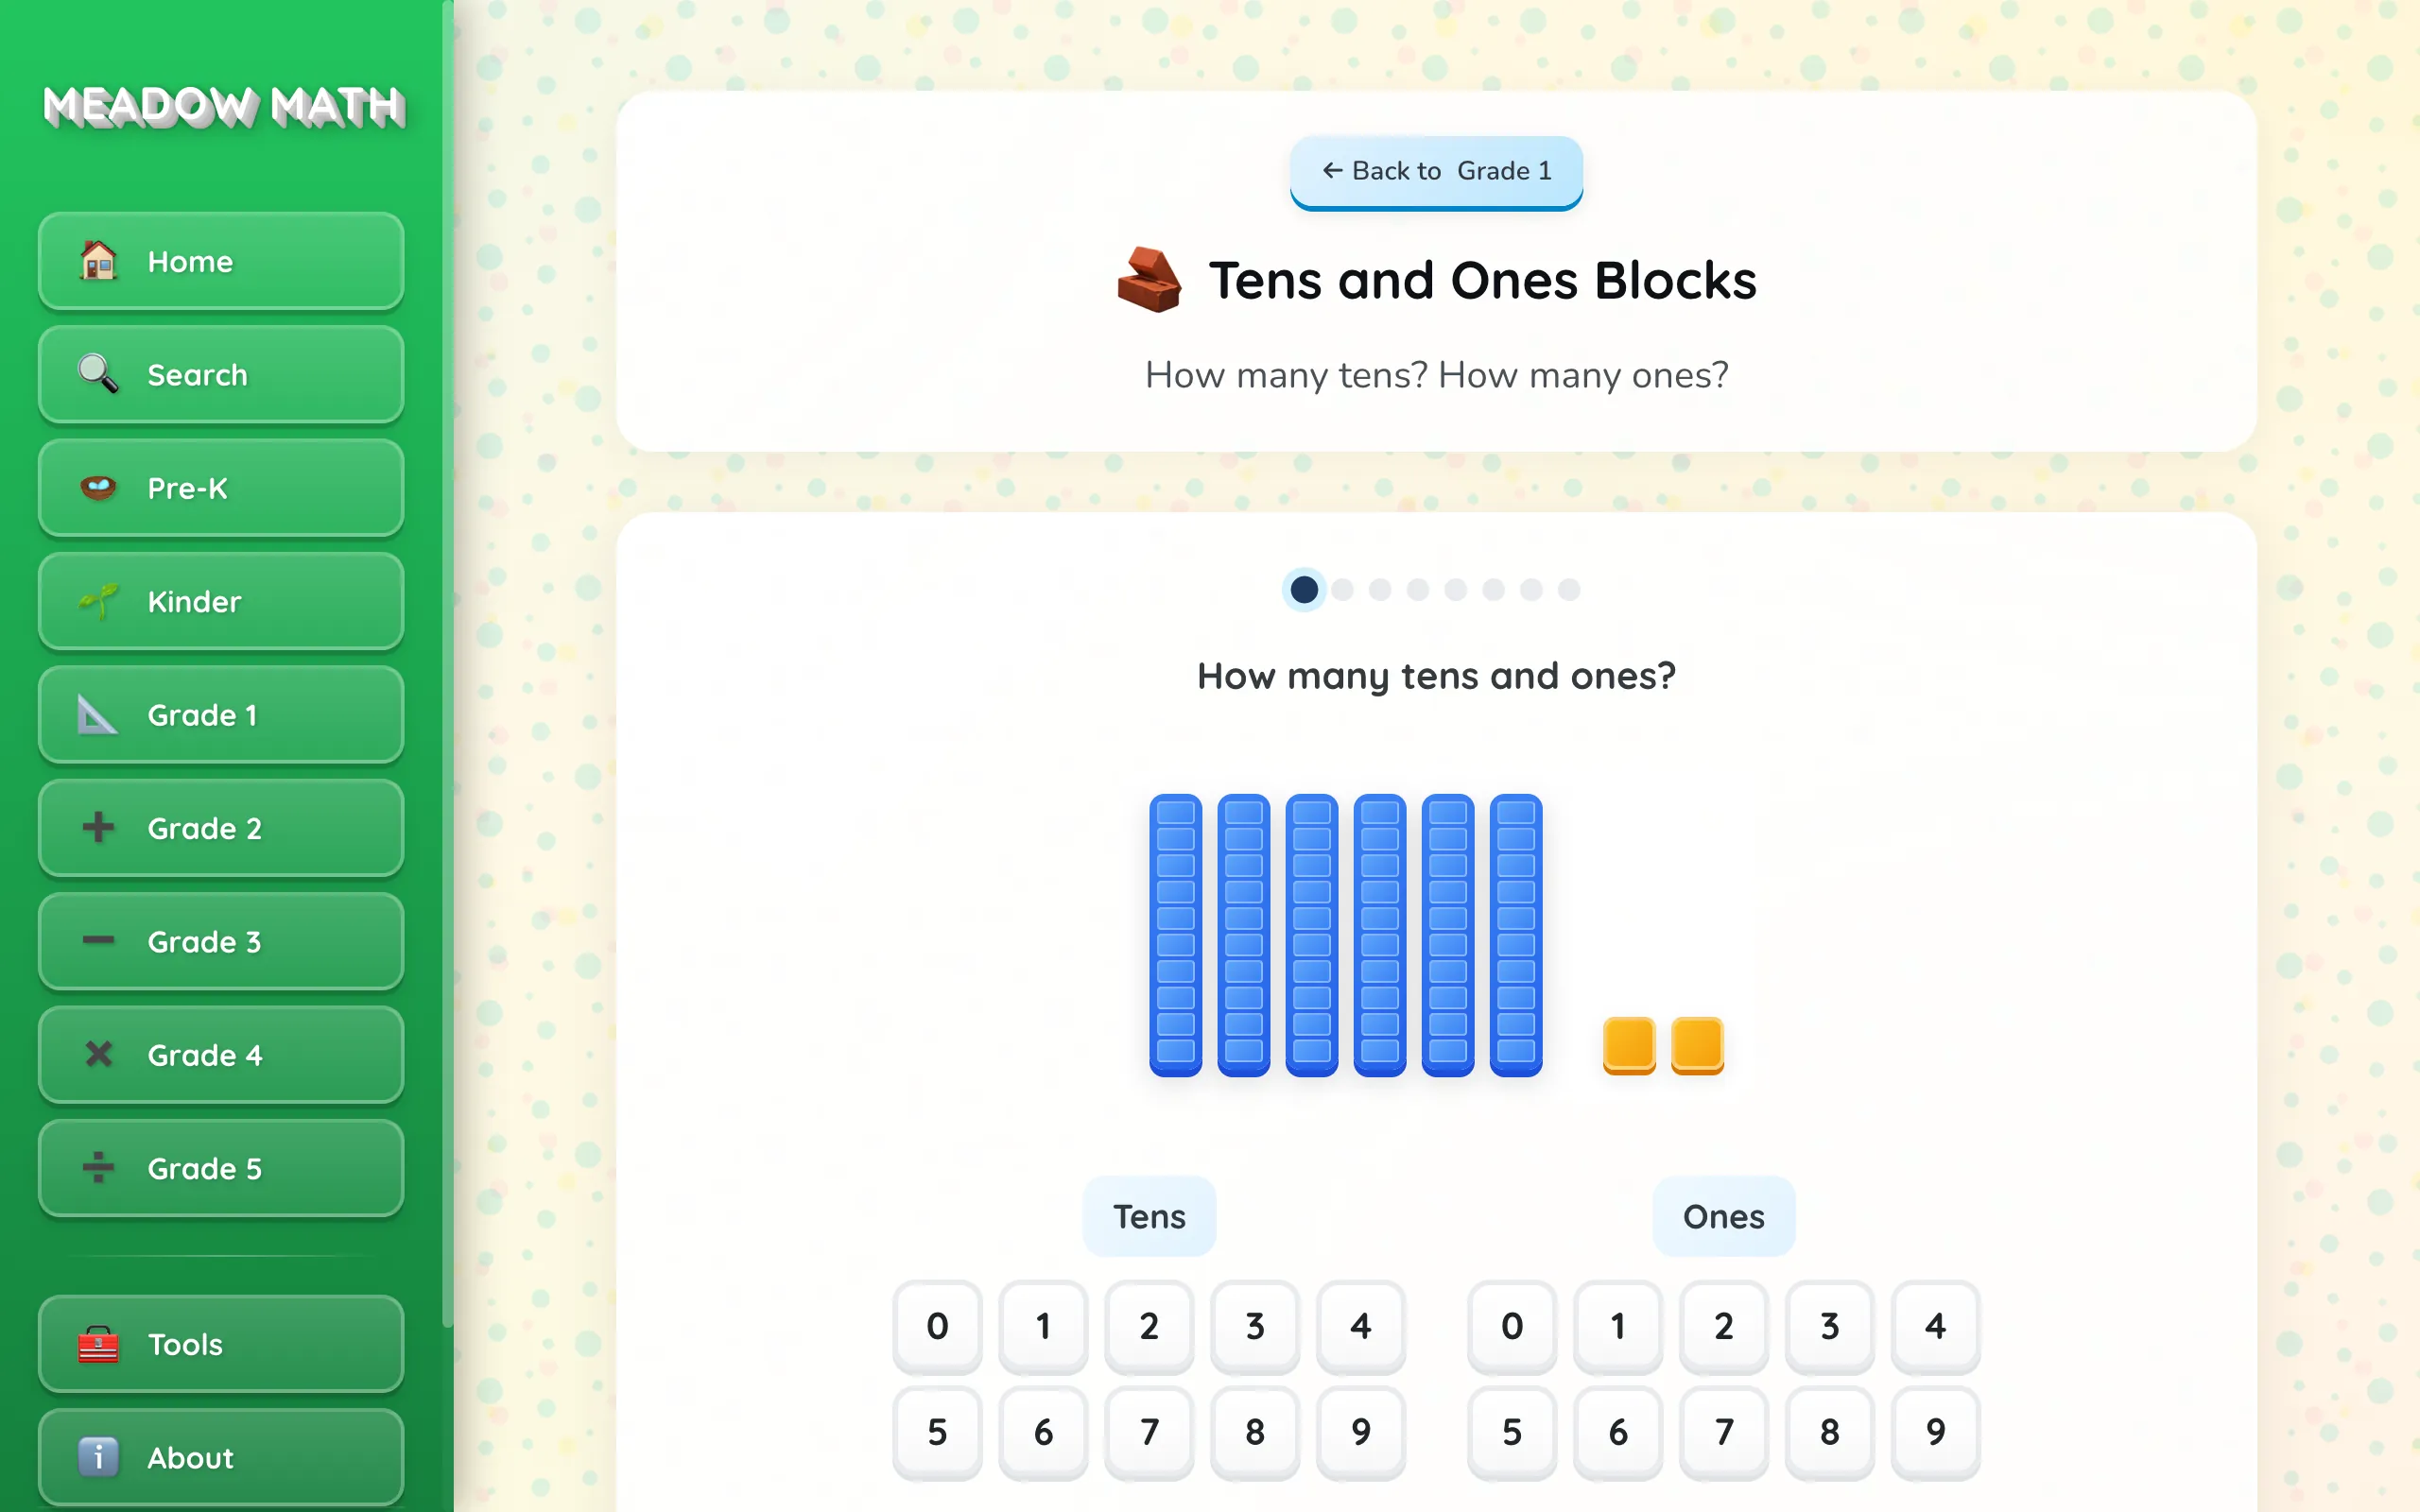 MEADOW MATH
Home
Search
Pre-K
Kinder
Grade 1
Grade 2
Grade 3
Grade 4
Grade 5
Tools
About
← Back to Grade 1
Tens and Ones Blocks
How many tens? How many ones?
How many tens and ones?
Tens
0 1 2 3 4
5 6 7 8 9
Ones
0 1 2 3 4
5 6 7 8 9